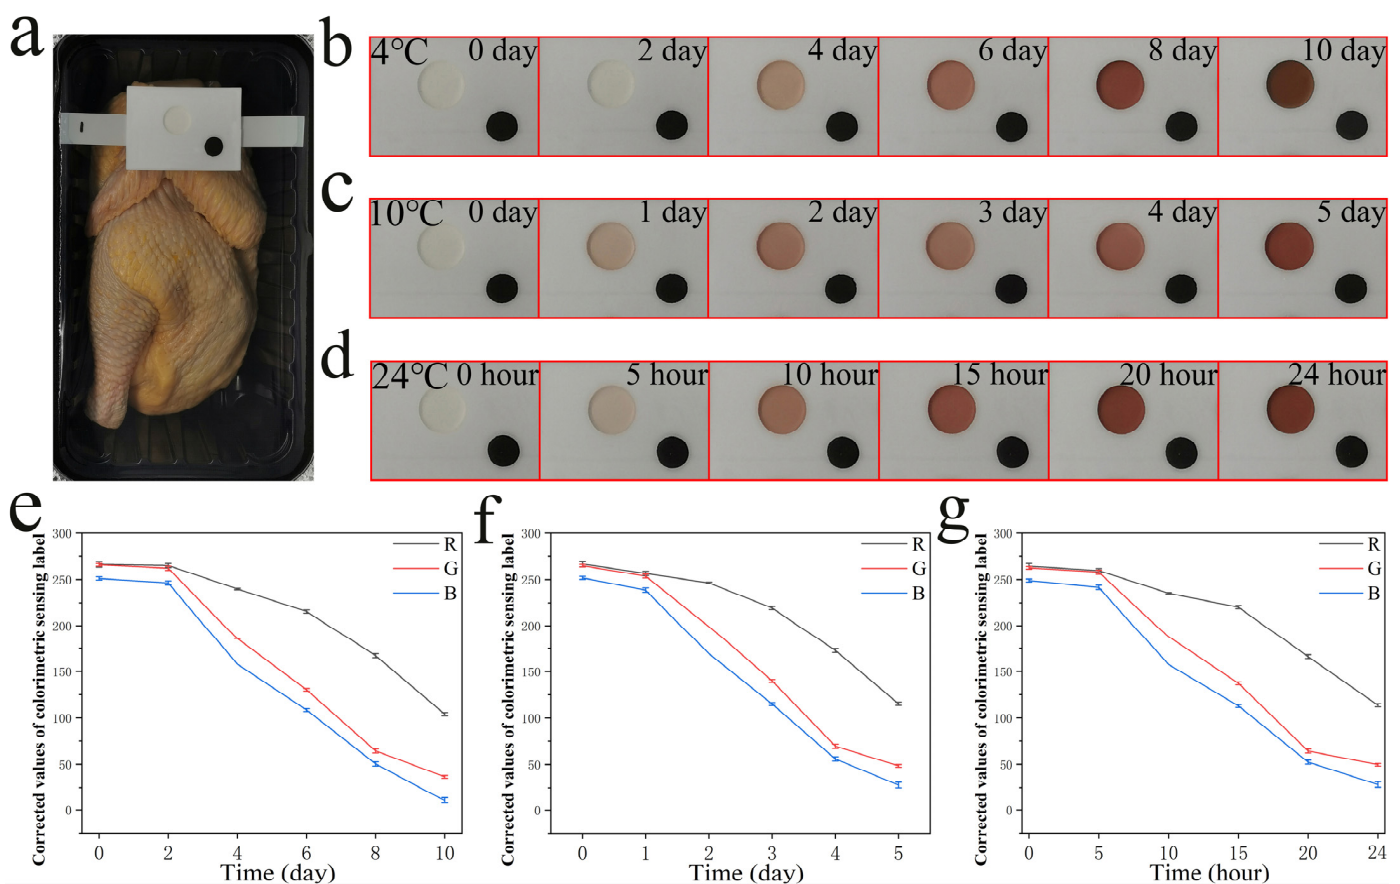 a
b
4℃ 0 day 2 day 4 day 6 day 8 day 10 day
c
10℃ 0 day 1 day 2 day 3 day 4 day 5 day
d
24℃ 0 hour 5 hour 10 hour 15 hour 20 hour 24 hour
e
Corrected values of colorimetric sensing label
300
250
200
150
100
50
0
R
G
B
0 2 4 6 8 10
Time (day)
f
Corrected values of colorimetric sensing label
300
250
200
150
100
50
0
R
G
B
0 1 2 3 4 5
Time (day)
g
Corrected values of colorimetric sensing label
300
250
200
150
100
50
0
R
G
B
0 5 10 15 20 24
Time (hour)